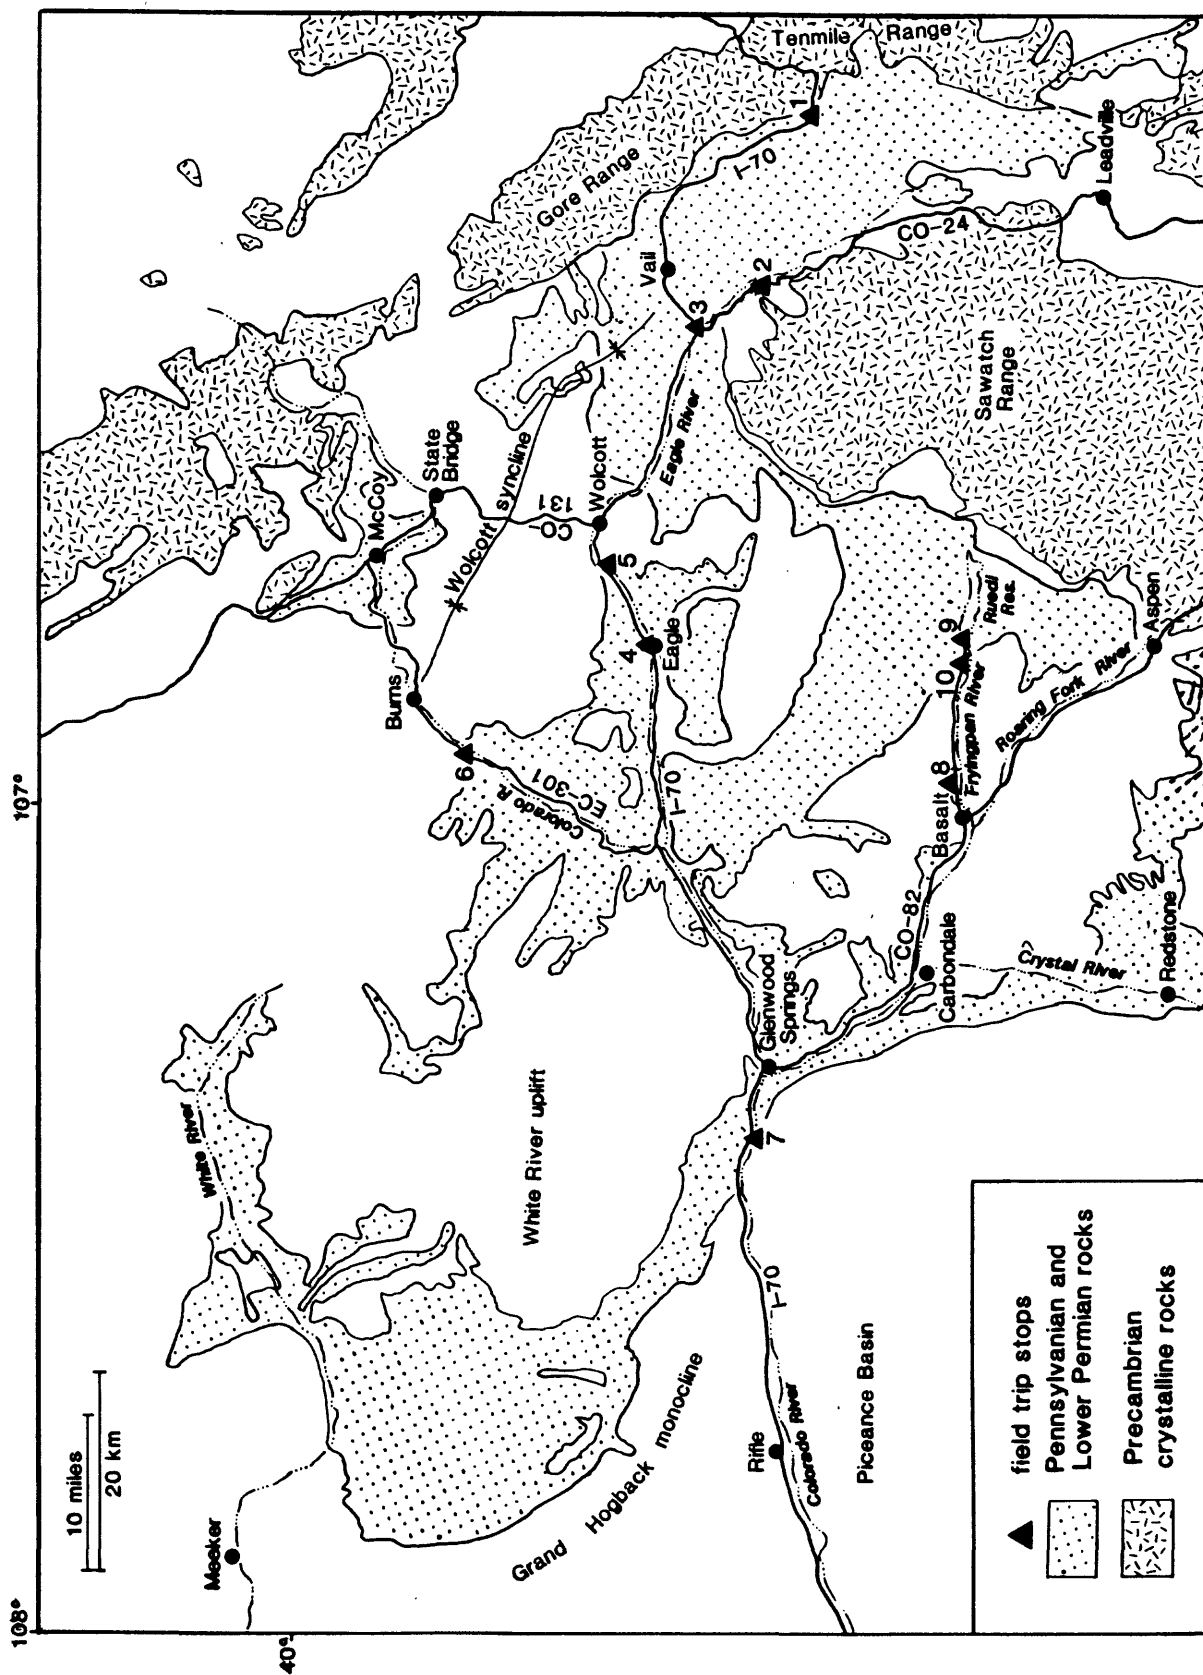 108°
107°
40°
10 miles
20 km
Meeker
White River
White River uplift
Grand Hogback monocline
Rifle
Colorado River
I-70
Piceance Basin
7
Glenwood
Springs
CO-82
Carbondale
Crystal River
Redstone
Basalt
8
Fryingpan River
10
9
Ruedi
Res.
Roaring Fork River
Aspen
Colorado R.
EC-301
6
Burns
I-70
4
Eagle
5
Wolcott
CO-
131
Wolcott syncline
McCoy
State
Bridge
Eagle River
3
2
Vail
Gore Range
I-70
1
Tenmile Range
CO-24
Leadville
Sawatch
Range
field trip stops
Pennsylvanian and
Lower Permian rocks
Precambrian
crystalline rocks